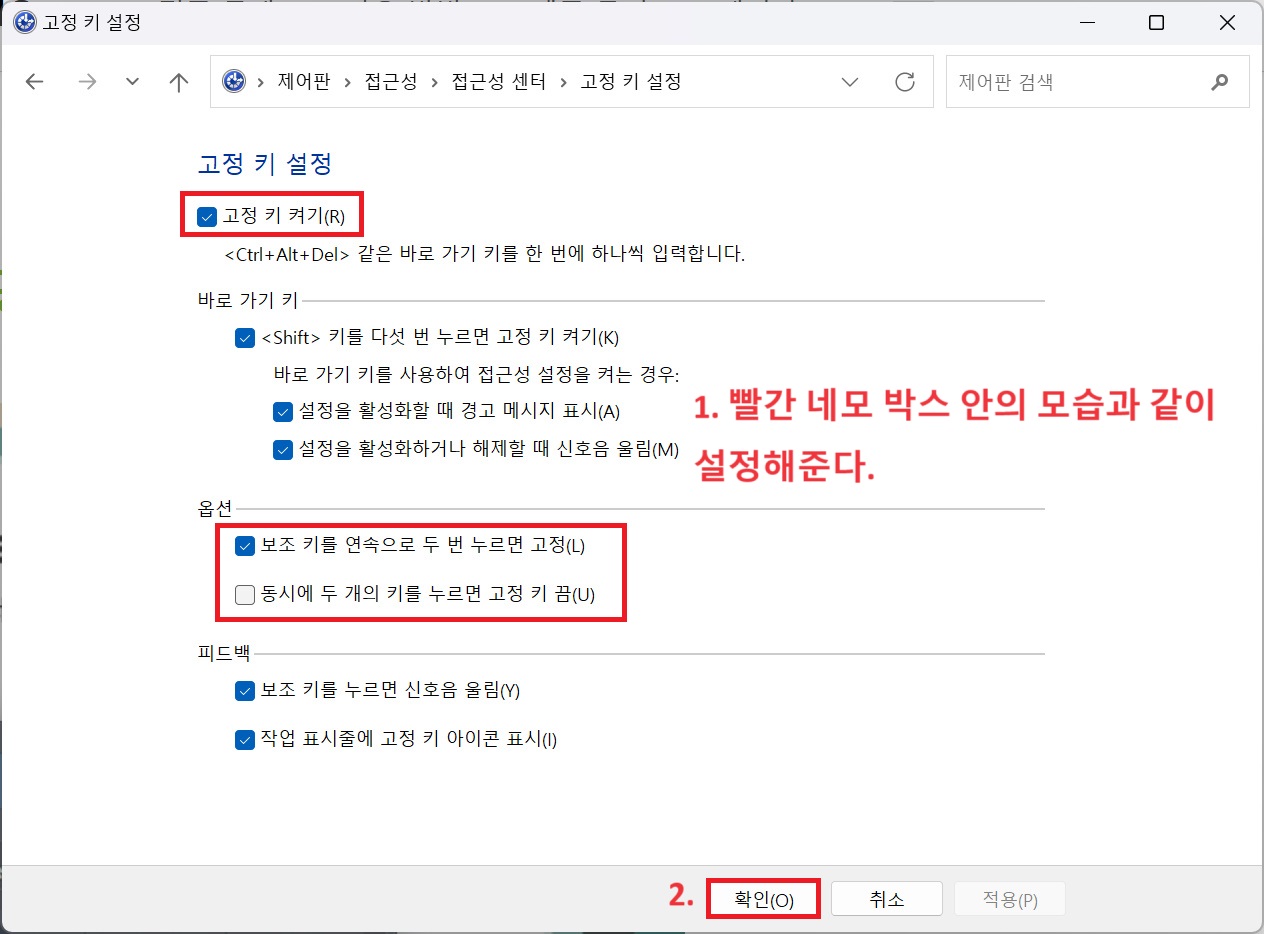 고정 키 설정
제어판 > 접근성 > 접근성 센터 > 고정 키 설정
제어판 검색
고정 키 설정
고정 키 켜기(R)
<Ctrl+Alt+Del> 같은 바로 가기 키를 한 번에 하나씩 입력합니다.
바로 가기 키
<Shift> 키를 다섯 번 누르면 고정 키 켜기(K)
바로 가기 키를 사용하여 접근성 설정을 켜는 경우:
설정을 활성화할 때 경고 메시지 표시(A)
설정을 활성화하거나 해제할 때 신호음 울림(M)
1. 빨간 네모 박스 안의 모습과 같이
설정해준다.
옵션
보조 키를 연속으로 두 번 누르면 고정(L)
동시에 두 개의 키를 누르면 고정 키 끔(U)
피드백
보조 키를 누르면 신호음 울림(Y)
작업 표시줄에 고정 키 아이콘 표시(I)
2. 확인(O) 취소 적용(P)